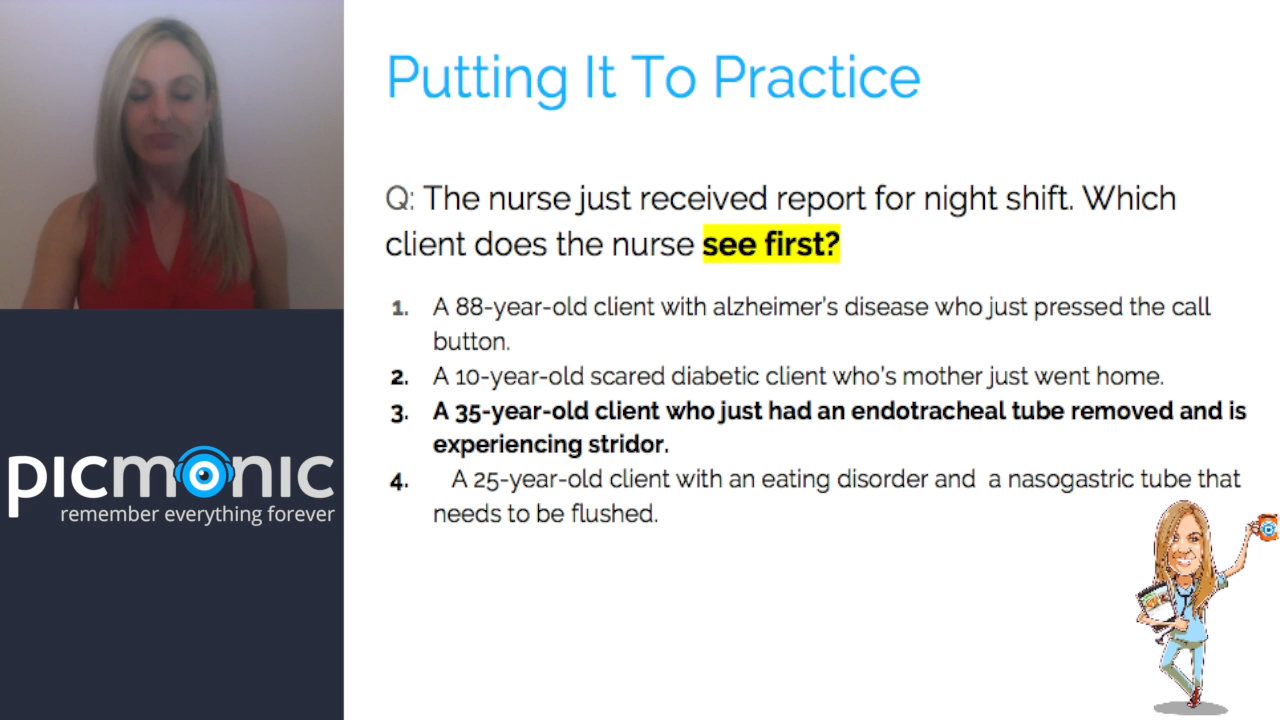 Putting It To Practice
Q: The nurse just received report for night shift. Which
client does the nurse see first?
1. A 88-year-old client with alzheimer's disease who just pressed the call
button.
2. A 10-year-old scared diabetic client who's mother just went home.
3. A 35-year-old client who just had an endotracheal tube removed and is
experiencing stridor.
4. A 25-year-old client with an eating disorder and a nasogastric tube that
needs to be flushed.
picmonic
remember everything forever